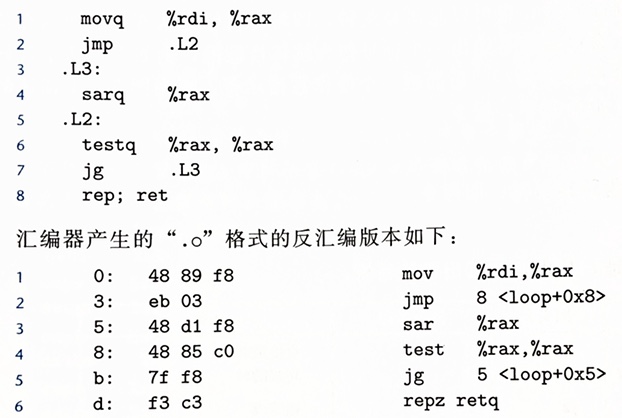 1 movq %rdi, %rax
2 jmp .L2
3 .L3:
4 sarq %rax
5 .L2:
6 testq %rax, %rax
7 jg .L3
8 rep; ret
汇编器产生的“.o”格式的反汇编版本如下：
1 0: 48 89 f8 mov %rdi,%rax
2 3: eb 03 jmp 8 <loop+0x8>
3 5: 48 d1 f8 sar %rax
4 8: 48 85 c0 test %rax,%rax
5 b: 7f f8 jg 5 <loop+0x5>
6 d: f3 c3 repz retq